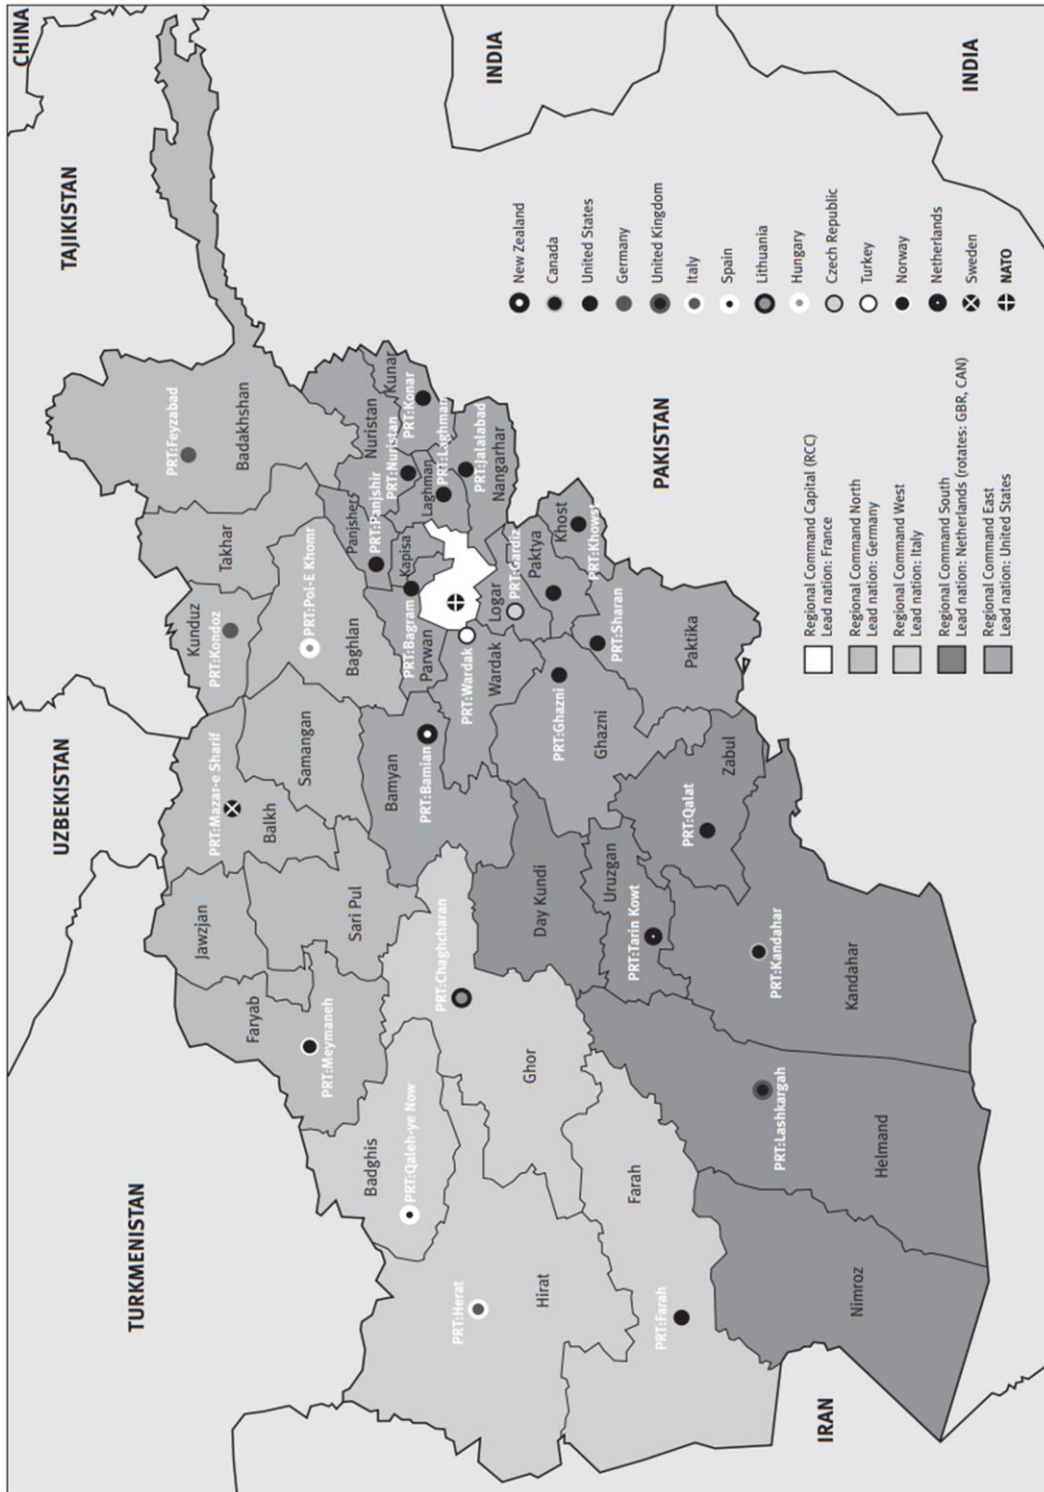 CHINA
TAJIKISTAN
UZBEKISTAN
TURKMENISTAN
INDIA
INDIA
PAKISTAN
IRAN
PRT:Feyzabad
Badakhshan
Takhar
Kunduz
PRT:Kondoz
PRT:Pol-E Khomr
Baghlan
PRT:Mazar-e Sharif
Balkh
Samangan
Jawzjan
Sari Pul
Faryab
PRT:Meymaneh
Badghis
PRT:Qaleh-ye Now
PRT:Herat
Hirat
PRT:Chaghcharan
Ghor
Farah
PRT:Farah
Nuristan
PRT:Nuristan
Kunar
PRT:Konar
Panjsher
PRT:Panjshir
Kapisa
Laghman
PRT:Laghman
PRT:Jalalabad
Nangarhar
PRT:Bagram
Parwan
Bamyan
PRT:Bamian
PRT:Wardak
Wardak
Logar
PRT:Gardiz
Paktya
Khost
PRT:Khowst
PRT:Sharan
Paktika
PRT:Ghazni
Ghazni
Day Kundi
Uruzgan
PRT:Tarin Kowt
PRT:Qalat
Zabul
PRT:Kandahar
Kandahar
PRT:Lashkargah
Helmand
Nimroz
Regional Command Capital (RCC)
Lead nation: France
Regional Command North
Lead nation: Germany
Regional Command West
Lead nation: Italy
Regional Command South
Lead nation: Netherlands (rotates: GBR, CAN)
Regional Command East
Lead nation: United States
New Zealand
Canada
United States
Germany
United Kingdom
Italy
Spain
Lithuania
Hungary
Czech Republic
Turkey
Norway
Netherlands
Sweden
NATO